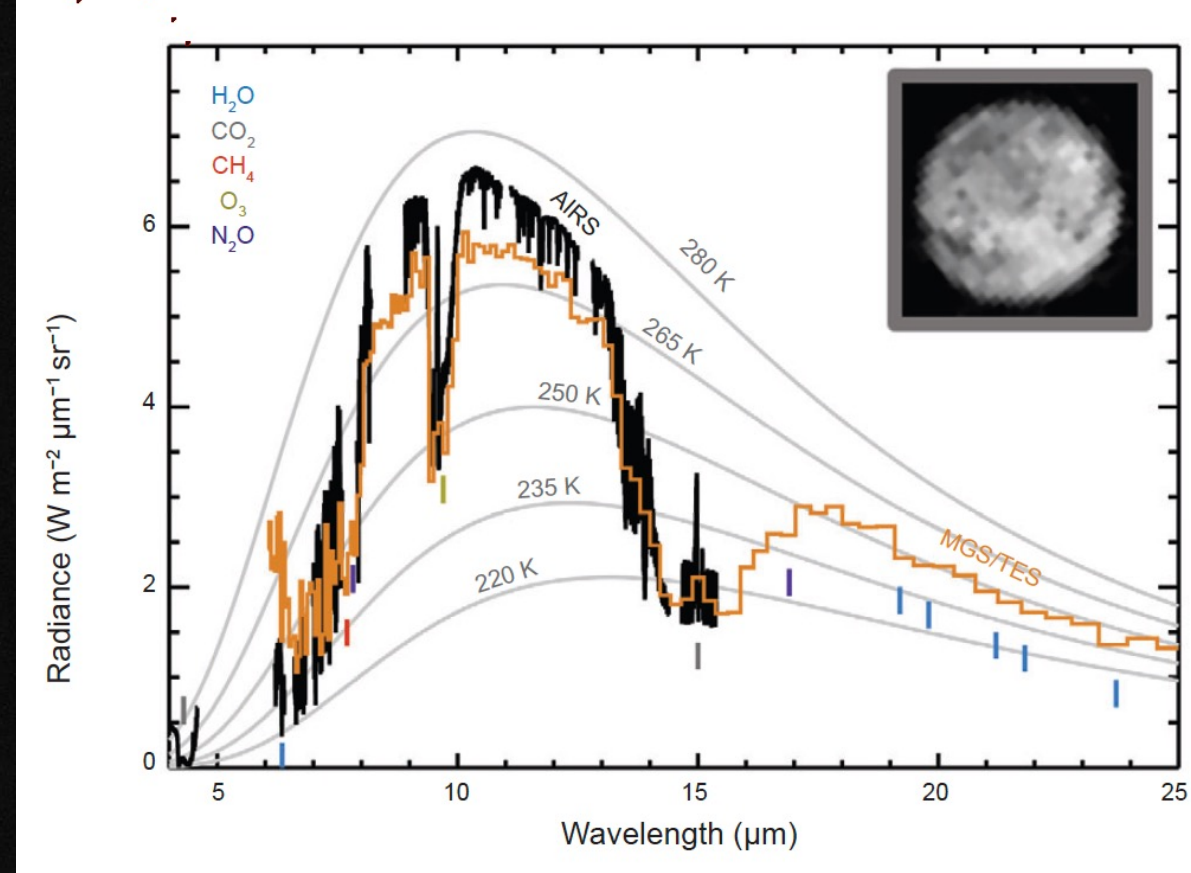 H₂O
CO₂
CH₄
O₃
N₂O
AIRS
280 K
265 K
250 K
235 K
220 K
MGS/TES
6
4
2
0
5
10
15
20
25
Radiance (W m⁻² μm⁻¹ sr⁻¹)
Wavelength (μm)